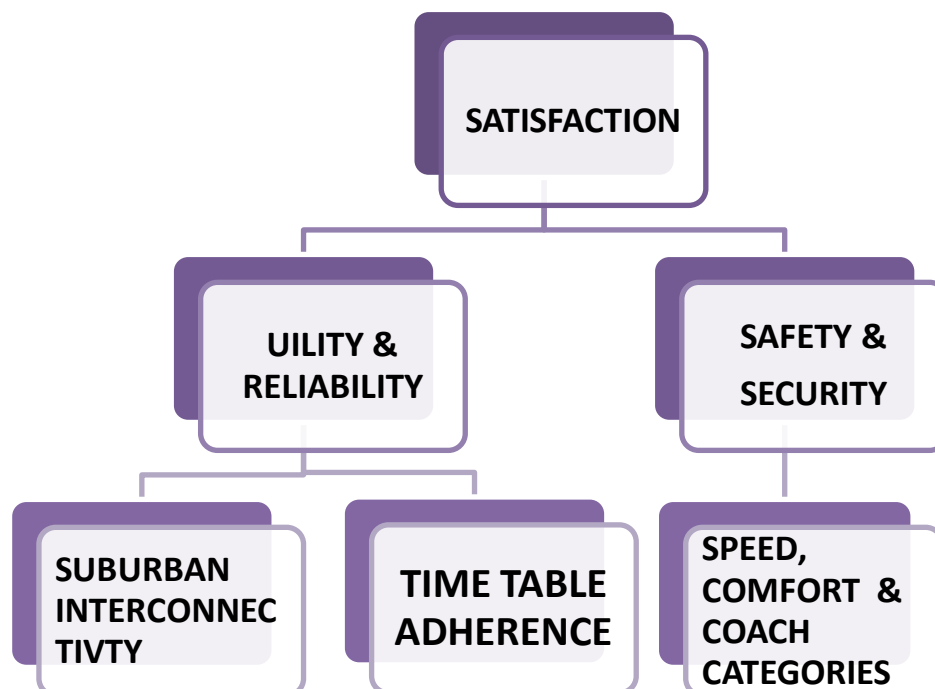 SATISFACTION
UILITY &
RELIABILITY
SAFETY &
SECURITY
SUBURBAN
INTERCONNEC
TIVTY
TIME TABLE
ADHERENCE
SPEED,
COMFORT &
COACH
CATEGORIES